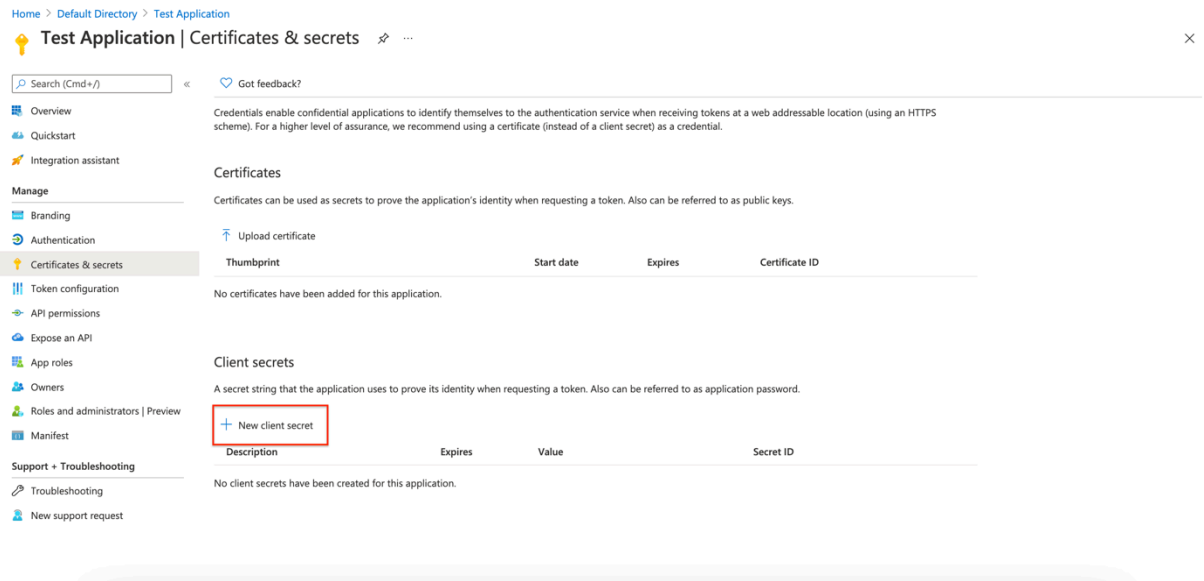 Home > Default Directory > Test Application
Test Application | Certificates & secrets
Search (Cmd+/)
Overview
Quickstart
Integration assistant
Manage
Branding
Authentication
Certificates & secrets
Token configuration
API permissions
Expose an API
App roles
Owners
Roles and administrators | Preview
Manifest
Support + Troubleshooting
Troubleshooting
New support request
Got feedback?
Credentials enable confidential applications to identify themselves to the authentication service when receiving tokens at a web addressable location (using an HTTPS
scheme). For a higher level of assurance, we recommend using a certificate (instead of a client secret) as a credential.
Certificates
Certificates can be used as secrets to prove the application's identity when requesting a token. Also can be referred to as public keys.
Upload certificate
Thumbprint Start date Expires Certificate ID
No certificates have been added for this application.
Client secrets
A secret string that the application uses to prove its identity when requesting a token. Also can be referred to as application password.
New client secret
Description Expires Value Secret ID
No client secrets have been created for this application.